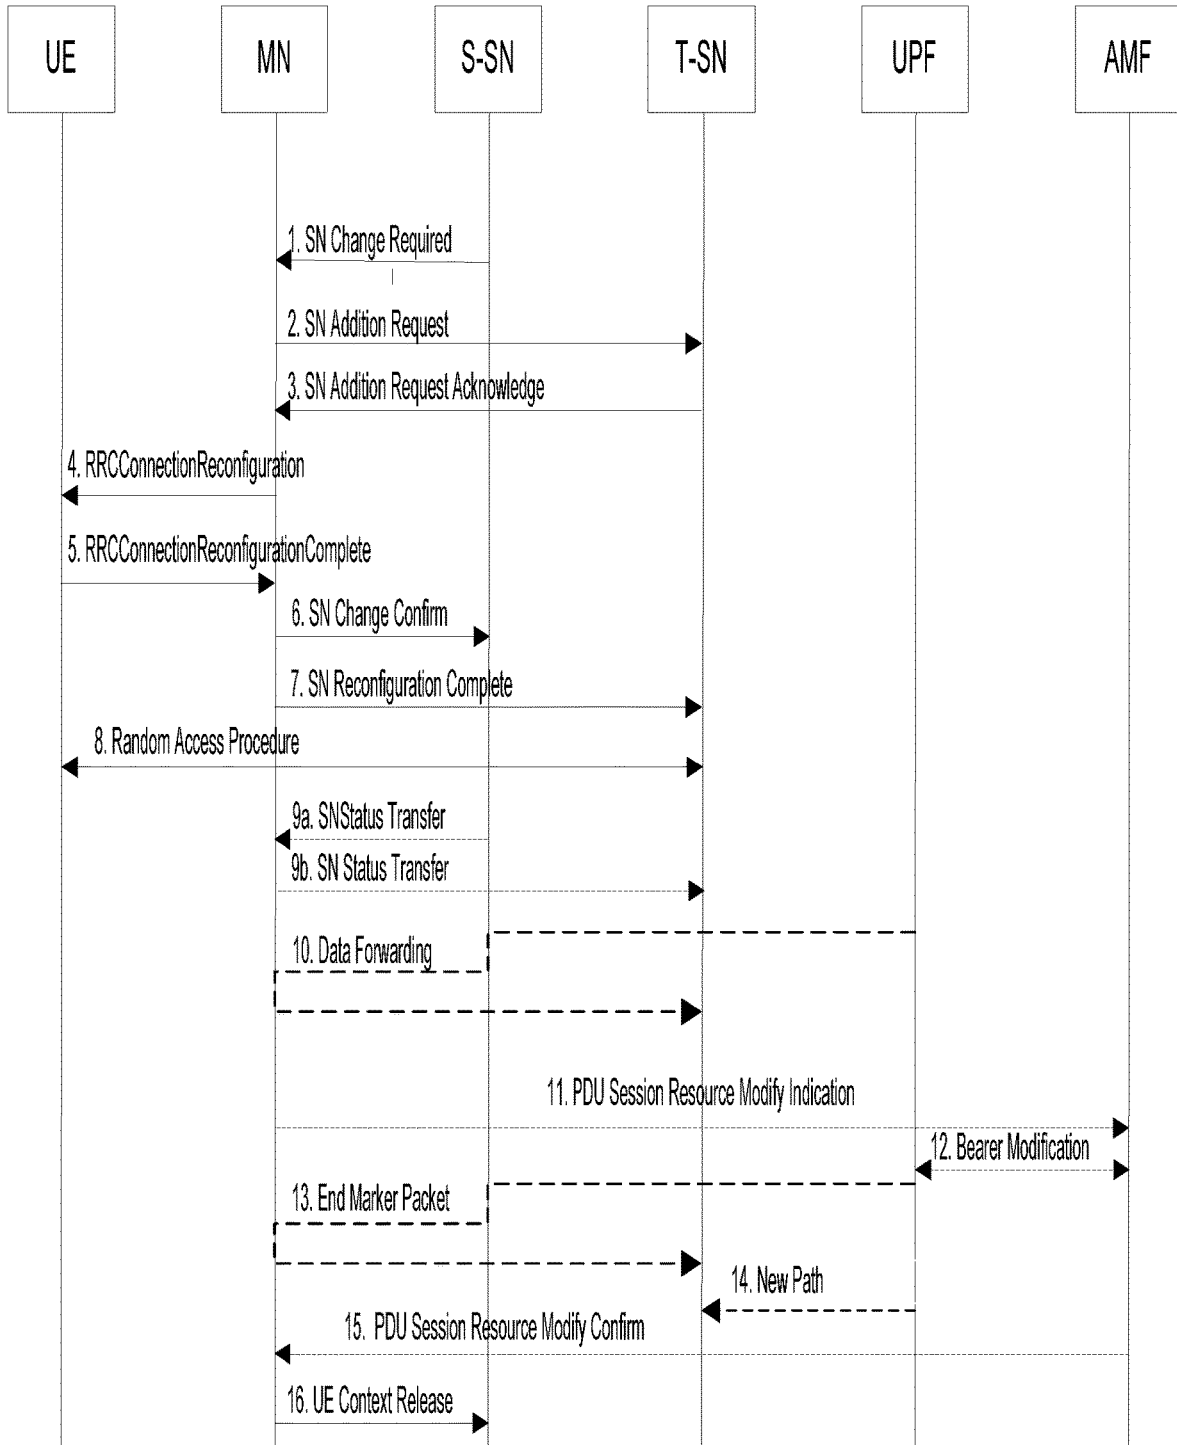 UE MN S-SN T-SN UPF AMF
1. SN Change Required
2. SN Addition Request
3. SN Addition Request Acknowledge
4. RRCConnectionReconfiguration
5. RRCConnectionReconfigurationComplete
6. SN Change Confirm
7. SN Reconfiguration Complete
8. Random Access Procedure
9a. SNStatus Transfer
9b. SN Status Transfer
10. Data Forwarding
11. PDU Session Resource Modify Indication
12. Bearer Modification
13. End Marker Packet
14. New Path
15. PDU Session Resource Modify Confirm
16. UE Context Release